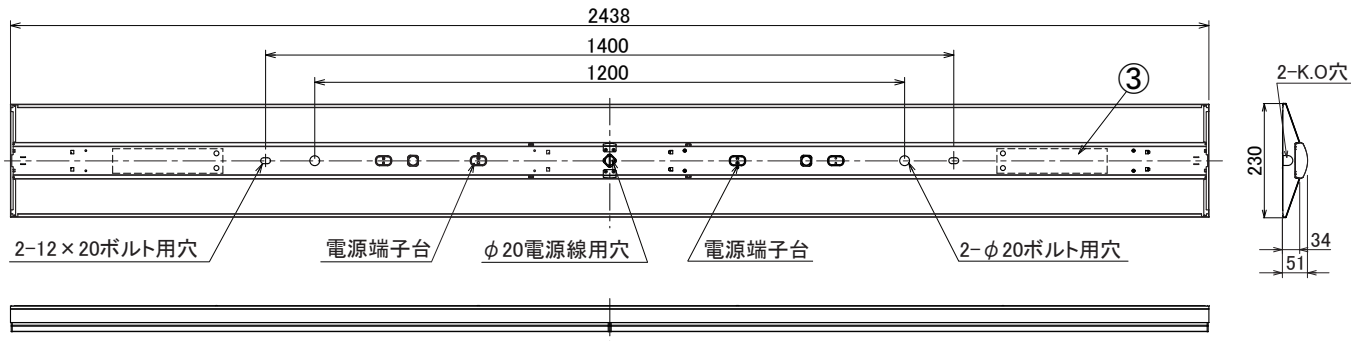 2438
1400
1200
③
2-K.O穴
230
2-12×20ボルト用穴
電源端子台
φ20電源線用穴
電源端子台
2-φ20ボルト用穴
34
51